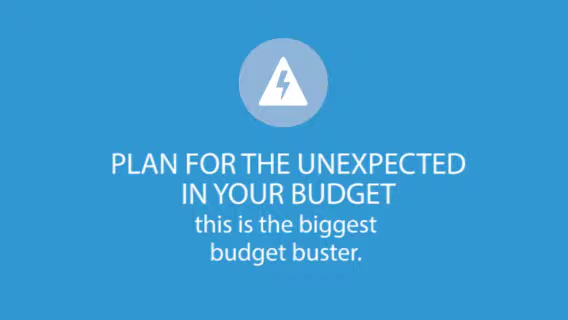 PLAN FOR THE UNEXPECTED
IN YOUR BUDGET
this is the biggest
budget buster.